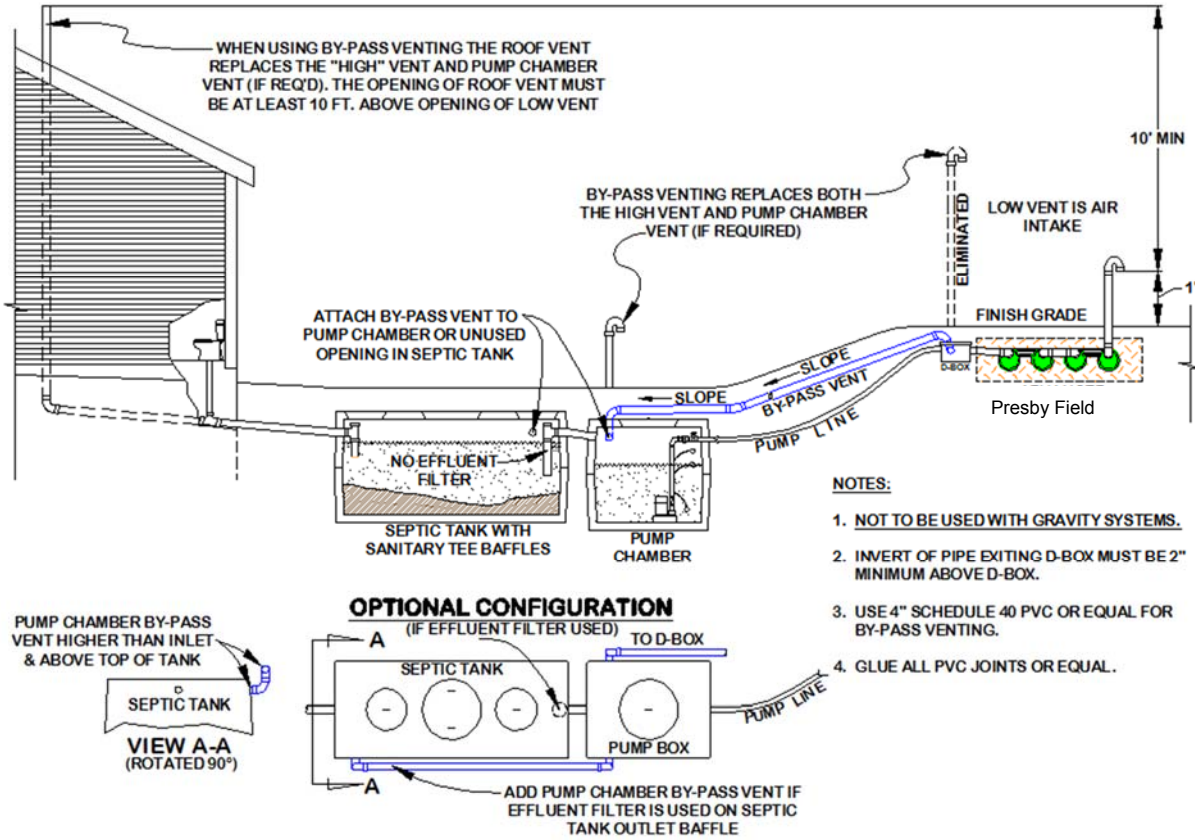 WHEN USING BY-PASS VENTING THE ROOF VENT
REPLACES THE "HIGH" VENT AND PUMP CHAMBER
VENT (IF REQ'D). THE OPENING OF ROOF VENT MUST
BE AT LEAST 10 FT. ABOVE OPENING OF LOW VENT
10' MIN
BY-PASS VENTING REPLACES BOTH
THE HIGH VENT AND PUMP CHAMBER
VENT (IF REQUIRED)
ELIMINATED
LOW VENT IS AIR
INTAKE
1'
FINISH GRADE
ATTACH BY-PASS VENT TO
PUMP CHAMBER OR UNUSED
OPENING IN SEPTIC TANK
SLOPE
SLOPE
BY-PASS VENT
D-BOX
Presby Field
PUMP LINE
NO EFFLUENT
FILTER
SEPTIC TANK WITH
SANITARY TEE BAFFLES
PUMP
CHAMBER
NOTES:
1. NOT TO BE USED WITH GRAVITY SYSTEMS.
2. INVERT OF PIPE EXITING D-BOX MUST BE 2"
MINIMUM ABOVE D-BOX.
3. USE 4" SCHEDULE 40 PVC OR EQUAL FOR
BY-PASS VENTING.
4. GLUE ALL PVC JOINTS OR EQUAL.
OPTIONAL CONFIGURATION
(IF EFFLUENT FILTER USED)
PUMP CHAMBER BY-PASS
VENT HIGHER THAN INLET
& ABOVE TOP OF TANK
SEPTIC TANK
VIEW A-A
(ROTATED 90°)
A
SEPTIC TANK
TO D-BOX
PUMP LINE
PUMP BOX
A
ADD PUMP CHAMBER BY-PASS VENT IF
EFFLUENT FILTER IS USED ON SEPTIC
TANK OUTLET BAFFLE